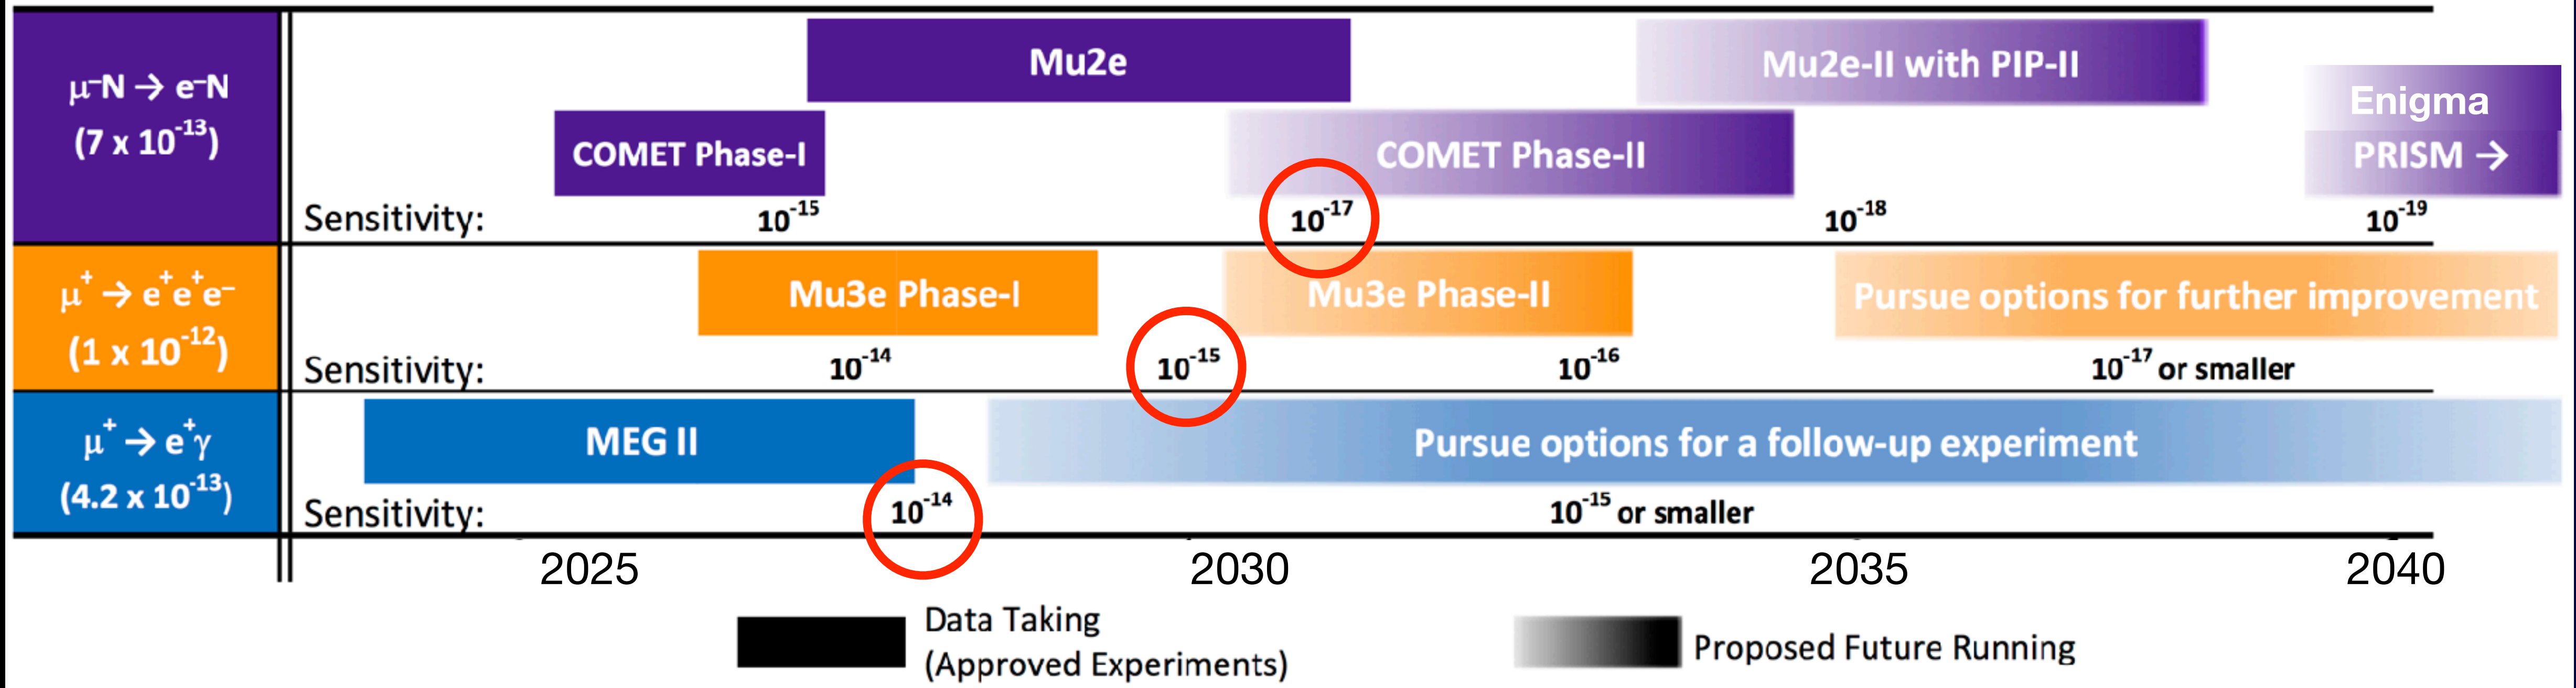 μ⁻N → e⁻N
(7 x 10⁻¹³)
Mu2e
Mu2e-II with PIP-II
COMET Phase-I
COMET Phase-II
Enigma
PRISM →
Sensitivity:
10⁻¹⁵
10⁻¹⁷
10⁻¹⁸
10⁻¹⁹
μ⁺ → e⁺e⁺e⁻
(1 x 10⁻¹²)
Mu3e Phase-I
Mu3e Phase-II
Pursue options for further improvement
Sensitivity:
10⁻¹⁴
10⁻¹⁵
10⁻¹⁶
10⁻¹⁷ or smaller
μ⁺ → e⁺γ
(4.2 x 10⁻¹³)
MEG II
Pursue options for a follow-up experiment
Sensitivity:
10⁻¹⁴
10⁻¹⁵ or smaller
2025
2030
2035
2040
Data Taking
(Approved Experiments)
Proposed Future Running